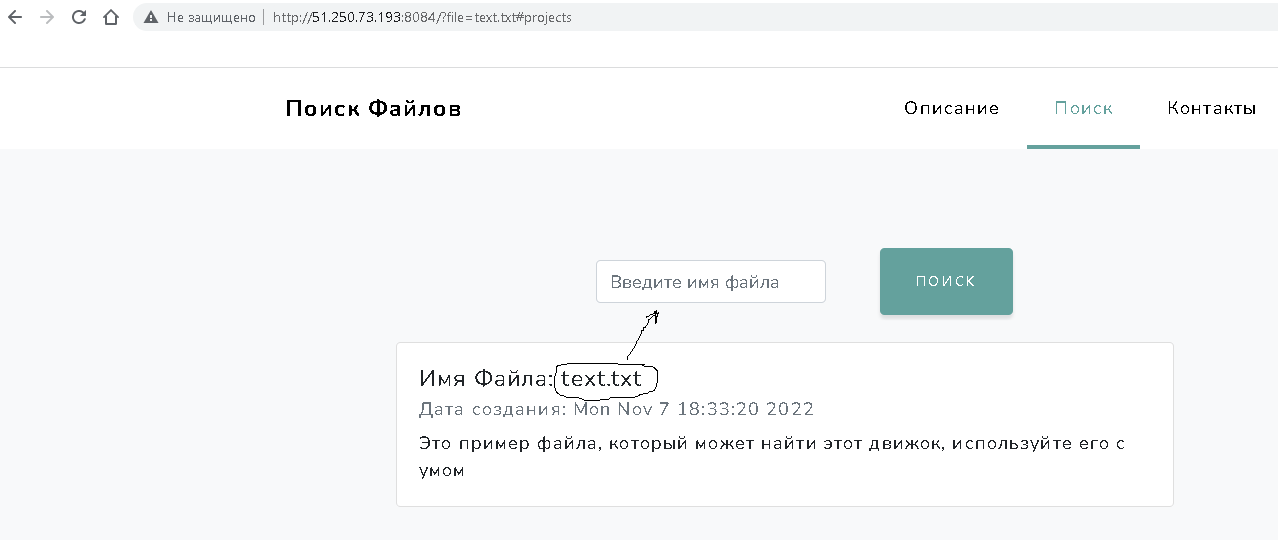 Не защищено http://51.250.73.193:8084/?file=text.txt#projects
Поиск Файлов Описание Поиск Контакты
Введите имя файла ПОИСК
Имя Файла: text.txt
Дата создания: Mon Nov 7 18:33:20 2022
Это пример файла, который может найти этот движок, используйте его с
умом